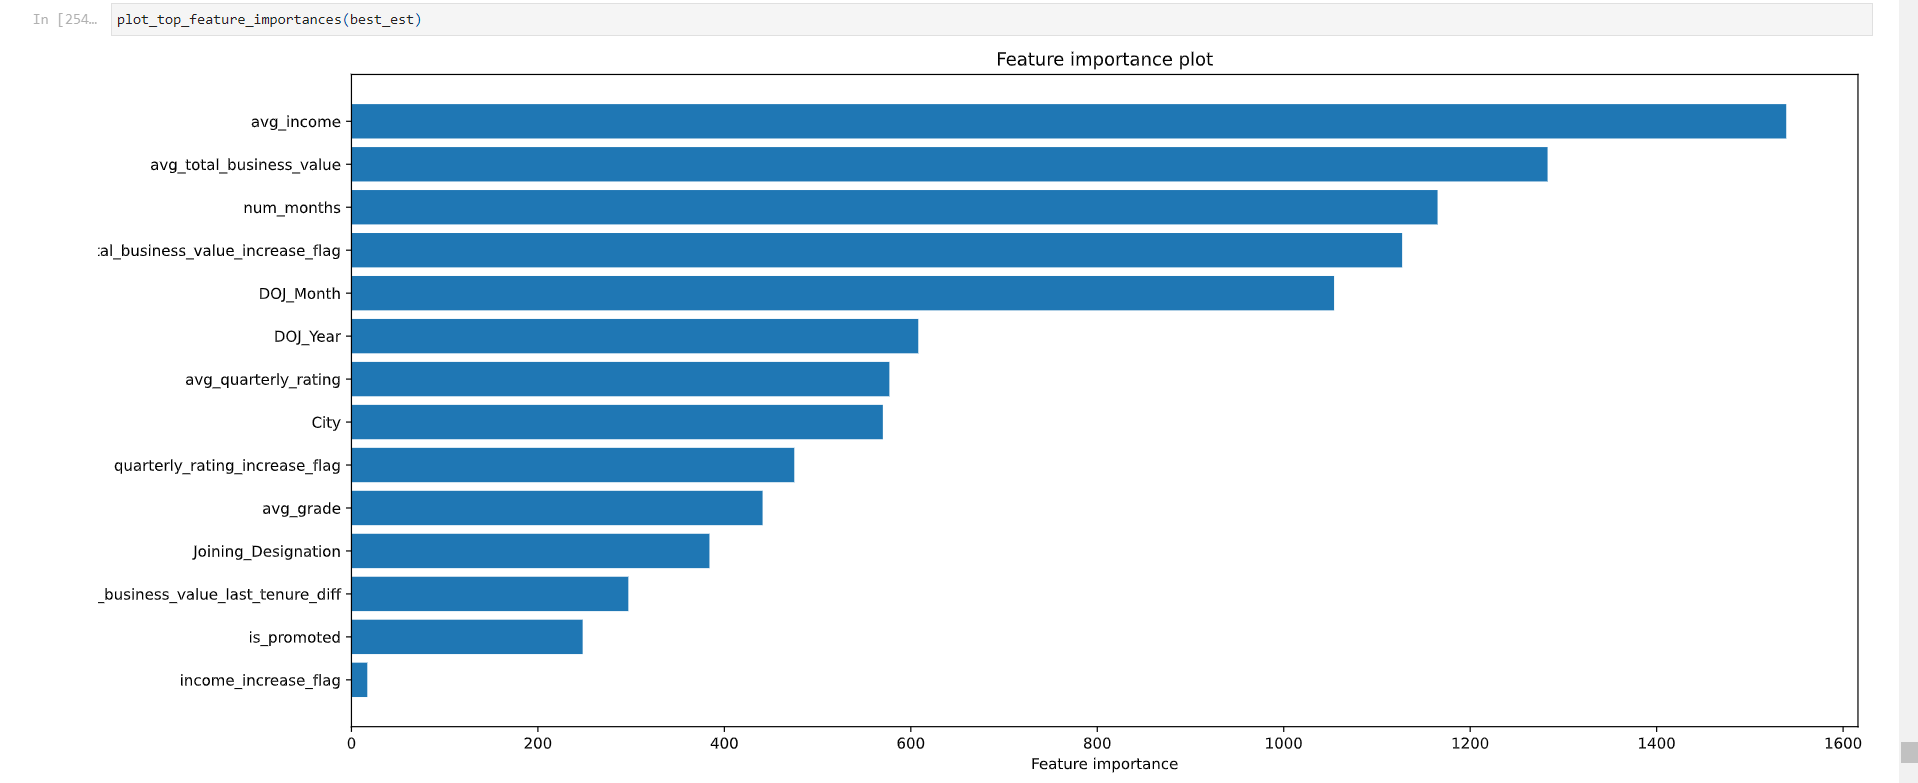 In [254…
plot_top_feature_importances(best_est)
Feature importance plot
avg_income
avg_total_business_value
num_months
al_business_value_increase_flag
DOJ_Month
DOJ_Year
avg_quarterly_rating
City
quarterly_rating_increase_flag
avg_grade
Joining_Designation
_business_value_last_tenure_diff
is_promoted
income_increase_flag
0 200 400 600 800 1000 1200 1400 1600
Feature importance